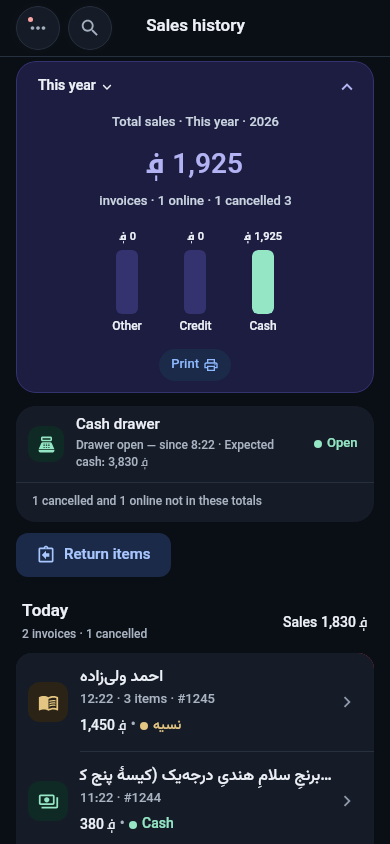 Sales history
This year
Total sales · This year · 2026
؋ 1,925
invoices · 1 online · 1 cancelled 3
؋ 0
؋ 0
؋ 1,925
Other
Credit
Cash
Print
Cash drawer
Drawer open — since 8:22 · Expected
cash: 3,830 ؋
Open
1 cancelled and 1 online not in these totals
Return items
Today
Sales 1,830 ؋
2 invoices · 1 cancelled
احمد ولی‌زاده
12:22 · 3 items · #1245
1,450 ؋ • نسیه
برنجِ سلامِ هندیِ درجه‌یک (کیسهٔ پنج ک…
11:22 · #1244
380 ؋ • Cash